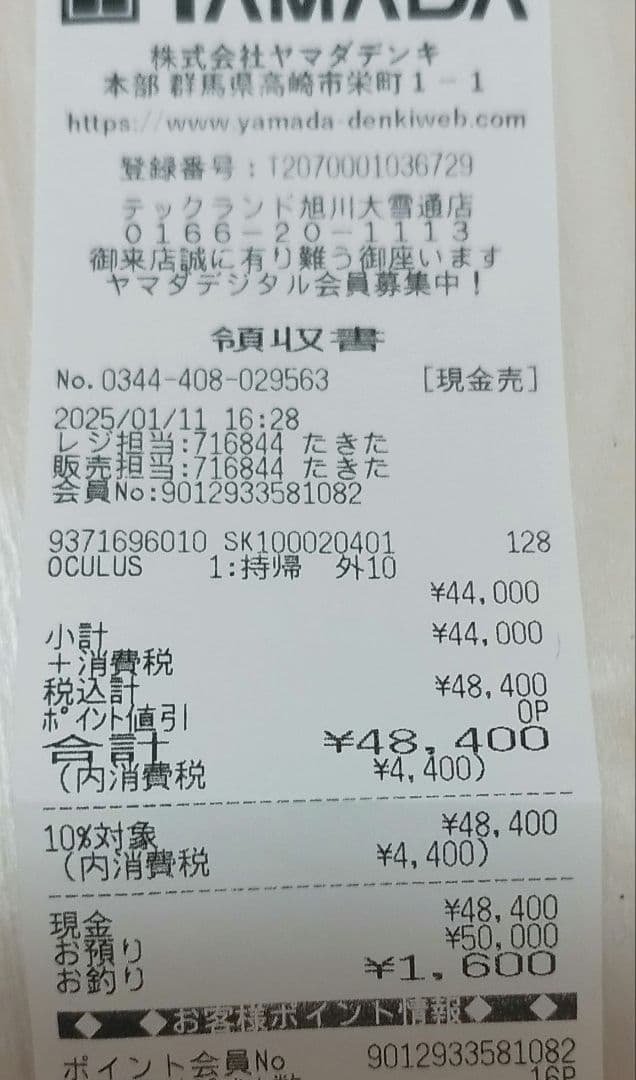 YAMADA
株式会社ヤマダデンキ
本部 群馬県高崎市栄町1-1
https://www.yamada-denkiweb.com
登録番号:T2070001036729
テックランド旭川大雪通店
0166-20-1113
御来店誠に有り難う御座います
ヤマダデジタル会員募集中!
領収書
No.0344-408-029563 [現金売]
2025/01/11 16:28
レジ担当:716844 たきた
販売担当:716844 たきた
会員No:9012933581082
9371696010 SK100020401 128
OCULUS 1:持帰 外10
¥44,000
小計 ¥44,000
+消費税
税込計 ¥48,400
ポイント値引 0P
合計 ¥48,400
(内消費税 ¥4,400)
10%対象 ¥48,400
(内消費税 ¥4,400)
現金 ¥48,400
お預り ¥50,000
お釣り ¥1,600
◆ ◆お客様ポイント情報◆ ◆
ポイント会員No 9012933581082
16P